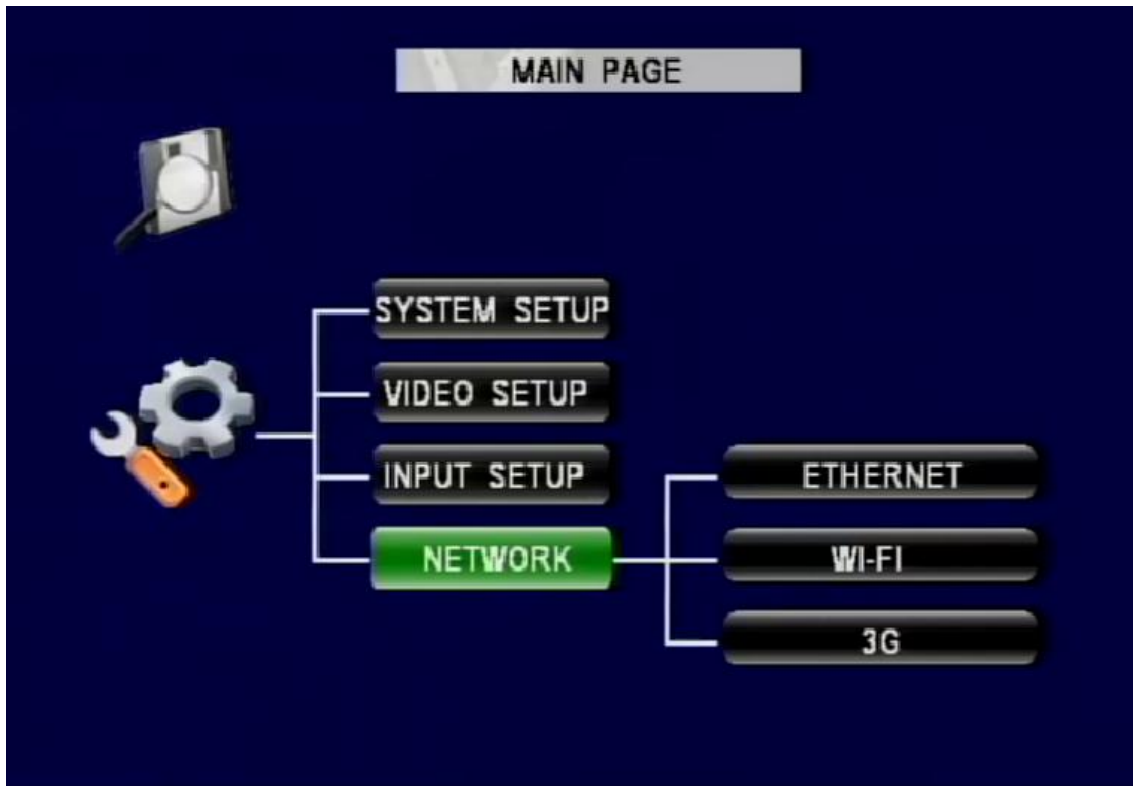 MAIN PAGE
SYSTEM SETUP
VIDEO SETUP
INPUT SETUP
NETWORK
ETHERNET
WI-FI
3G